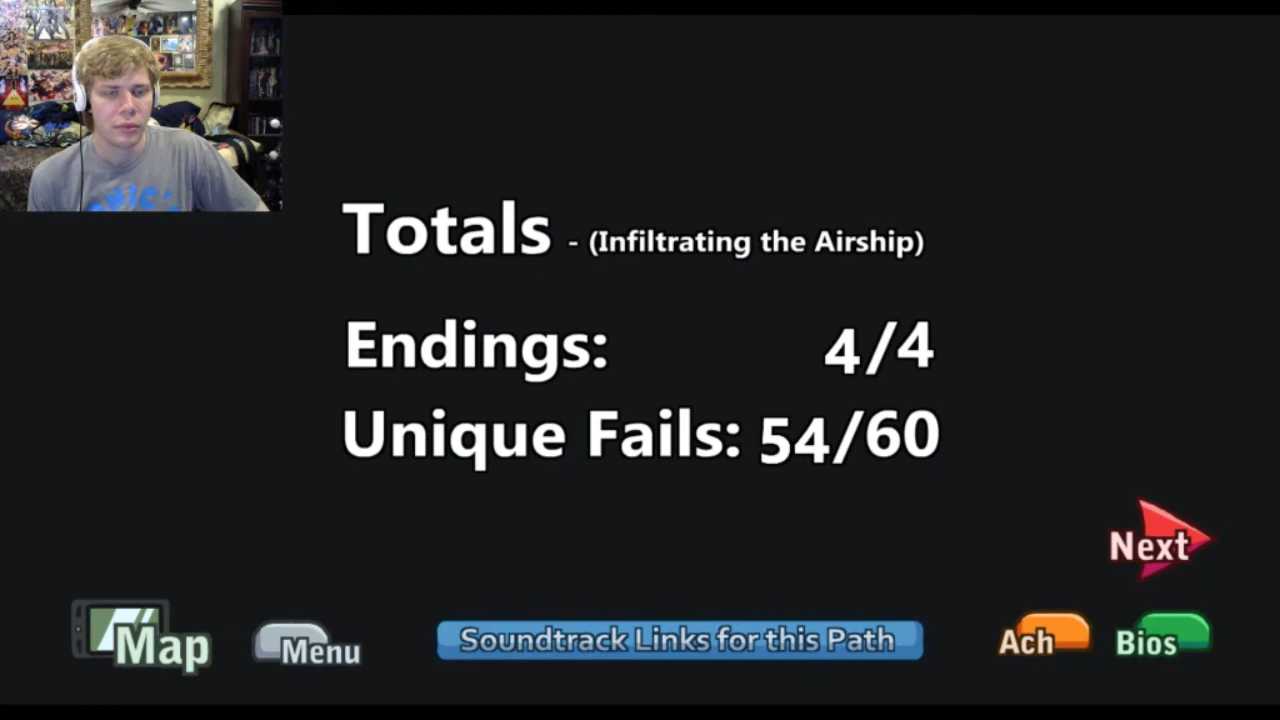 Totals - (Infiltrating the Airship)
Endings: 4/4
Unique Fails: 54/60
Next
Map
Menu
Soundtrack Links for this Path
Ach
Bios